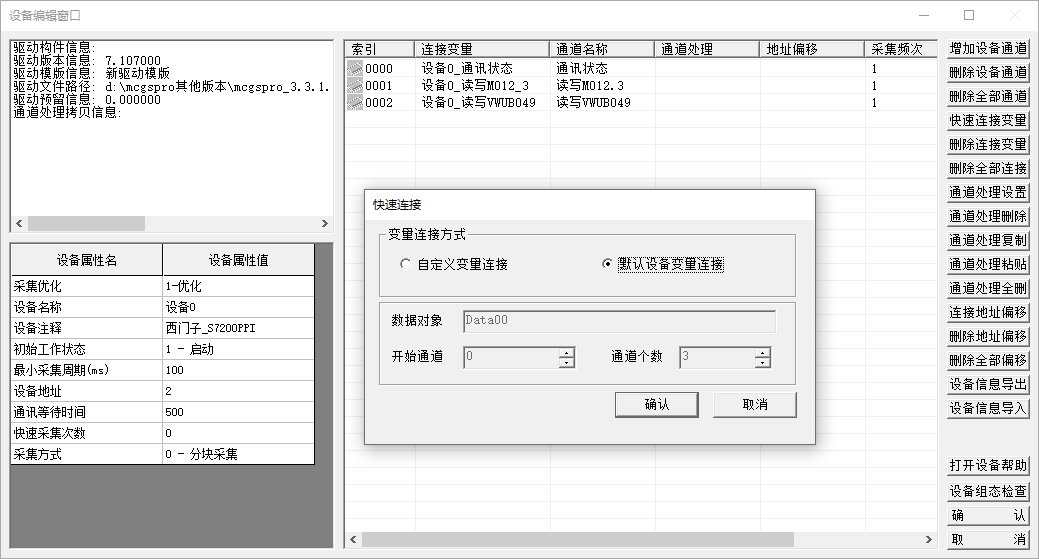 设备编辑窗口
驱动构件信息:
驱动版本信息: 7.107000
驱动模版信息: 新驱动模版
驱动文件路径: d:\mcgspro其他版本\mcgspro_3.3.1.
驱动预留信息: 0.000000
通道处理拷贝信息:
设备属性名 设备属性值
采集优化 1-优化
设备名称 设备0
设备注释 西门子_S7200PPI
初始工作状态 1 - 启动
最小采集周期(ms) 100
设备地址 2
通讯等待时间 500
快速采集次数 0
采集方式 0 - 分块采集
索引 连接变量 通道名称 通道处理 地址偏移 采集频次
0000 设备0_通讯状态 通讯状态 1
0001 设备0_读写M012_3 读写M012.3 1
0002 设备0_读写VWUB049 读写VWUB049 1
快速连接
变量连接方式
自定义变量连接 默认设备变量连接
数据对象 Data00
开始通道 0 通道个数 3
确认 取消
增加设备通道
删除设备通道
删除全部通道
快速连接变量
删除连接变量
删除全部连接
通道处理设置
通道处理删除
通道处理复制
通道处理粘贴
通道处理全删
连接地址偏移
删除地址偏移
删除全部偏移
设备信息导出
设备信息导入
打开设备帮助
设备组态检查
确 认
取 消